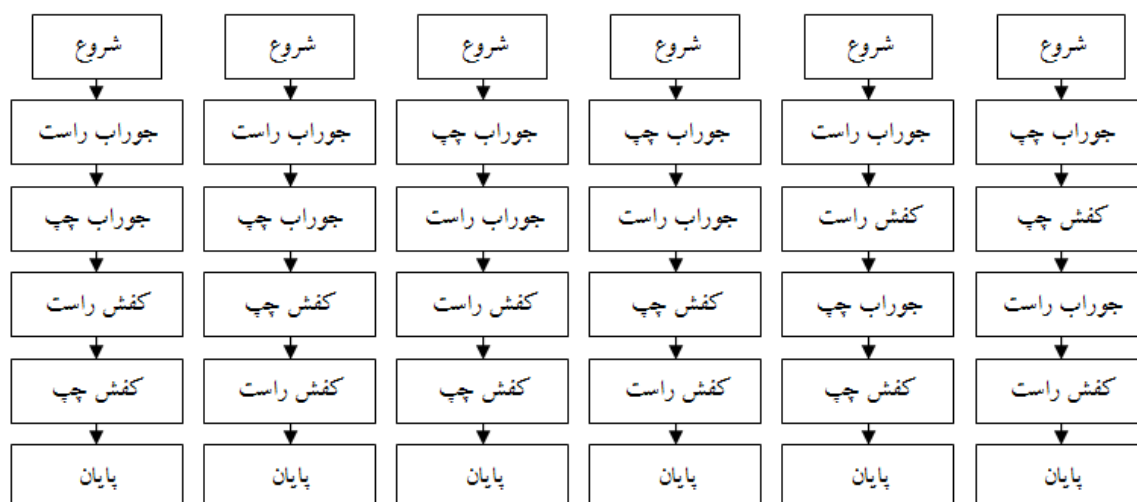 شروع
جوراب راست
جوراب چپ
کفش راست
کفش چپ
پایان
شروع
جوراب راست
جوراب چپ
کفش چپ
کفش راست
پایان
شروع
جوراب چپ
جوراب راست
کفش راست
کفش چپ
پایان
شروع
جوراب چپ
جوراب راست
کفش چپ
کفش راست
پایان
شروع
جوراب راست
کفش راست
جوراب چپ
کفش چپ
پایان
شروع
جوراب چپ
کفش چپ
جوراب راست
کفش راست
پایان